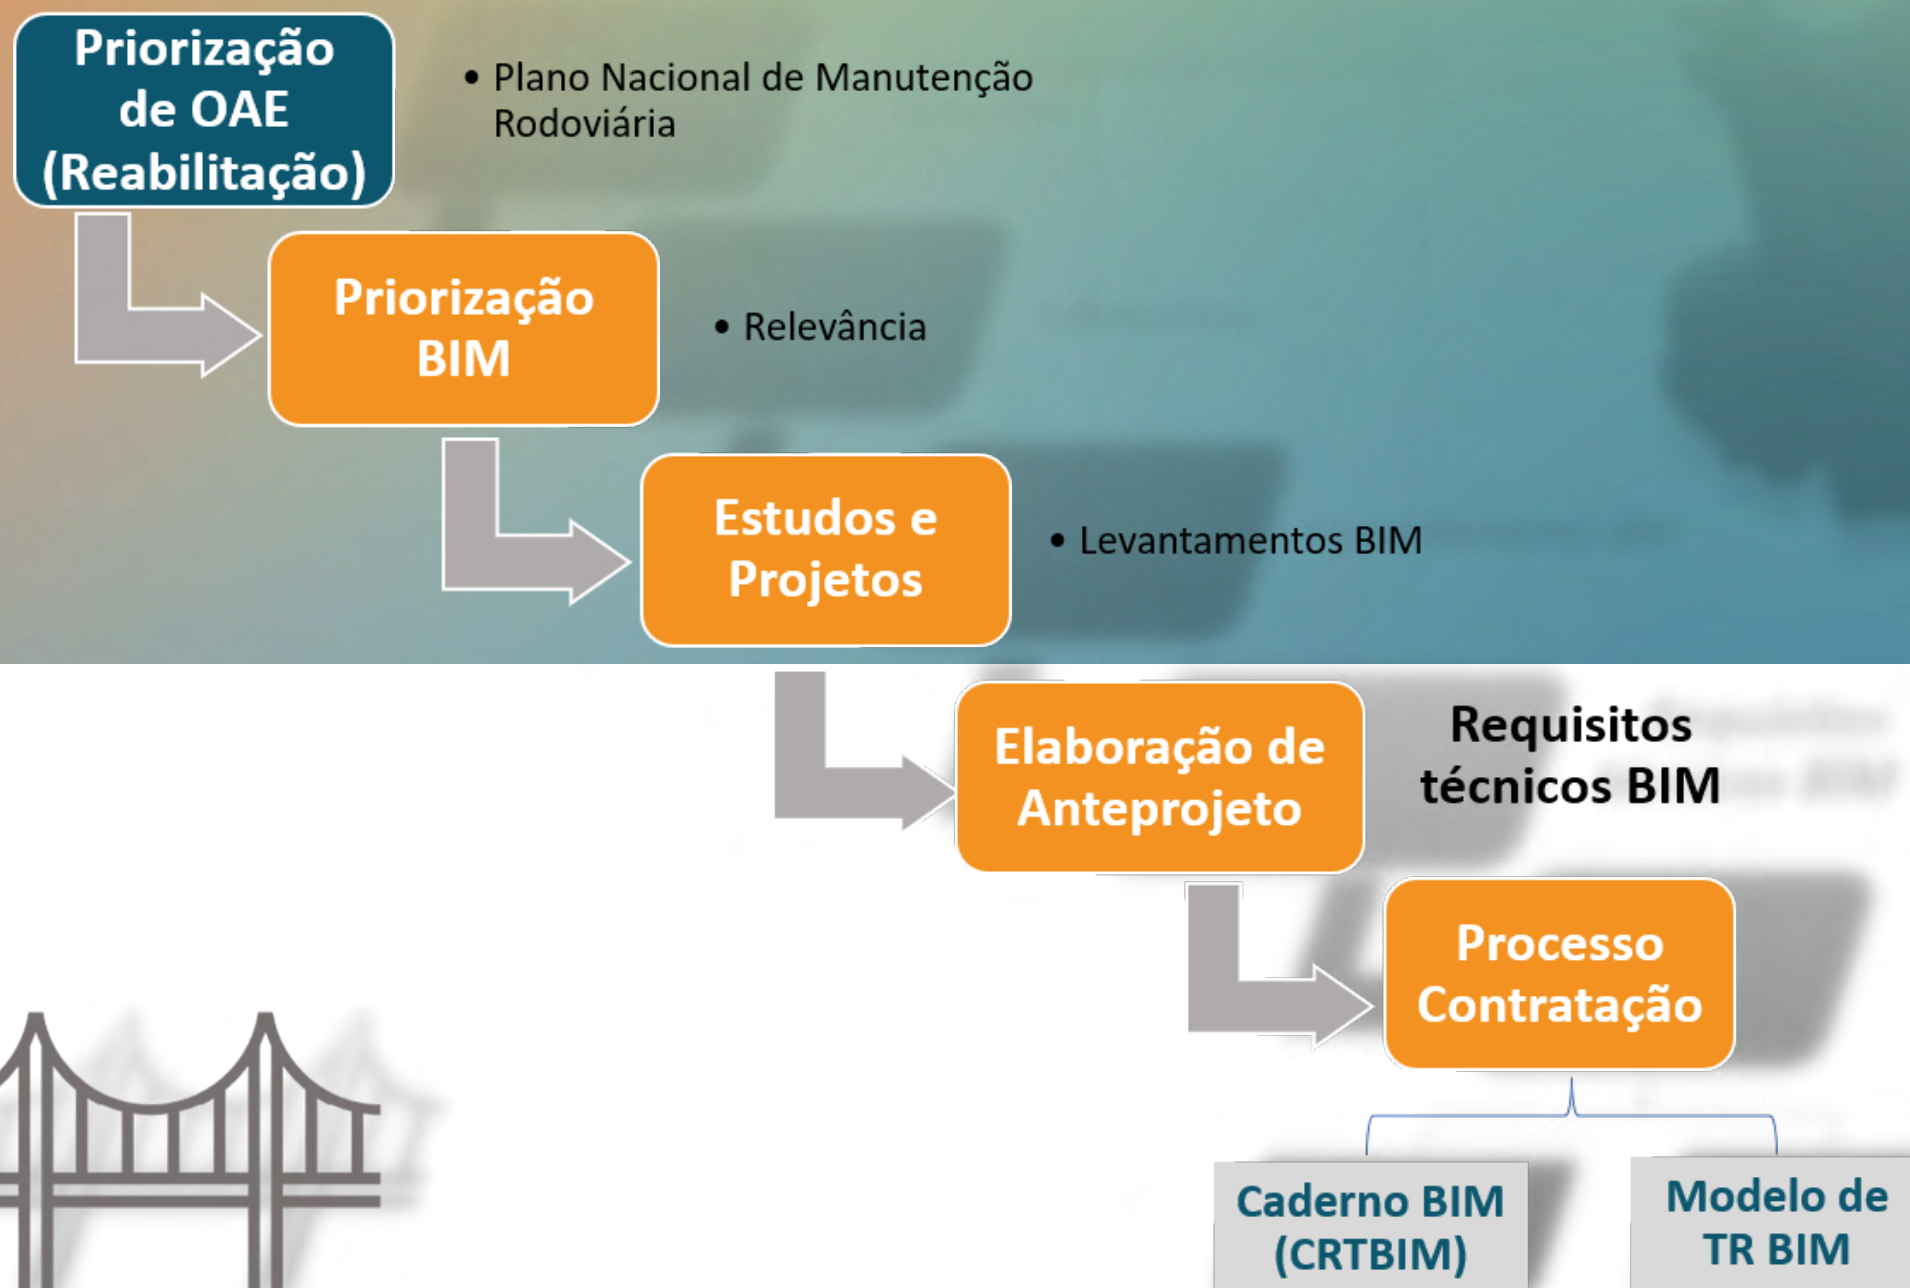 Priorização
de OAE
(Reabilitação)
• Plano Nacional de Manutenção
Rodoviária
Priorização
BIM
• Relevância
Estudos e
Projetos
• Levantamentos BIM
Elaboração de
Anteprojeto
Requisitos
técnicos BIM
Processo
Contratação
Caderno BIM
(CRTBIM)
Modelo de
TR BIM